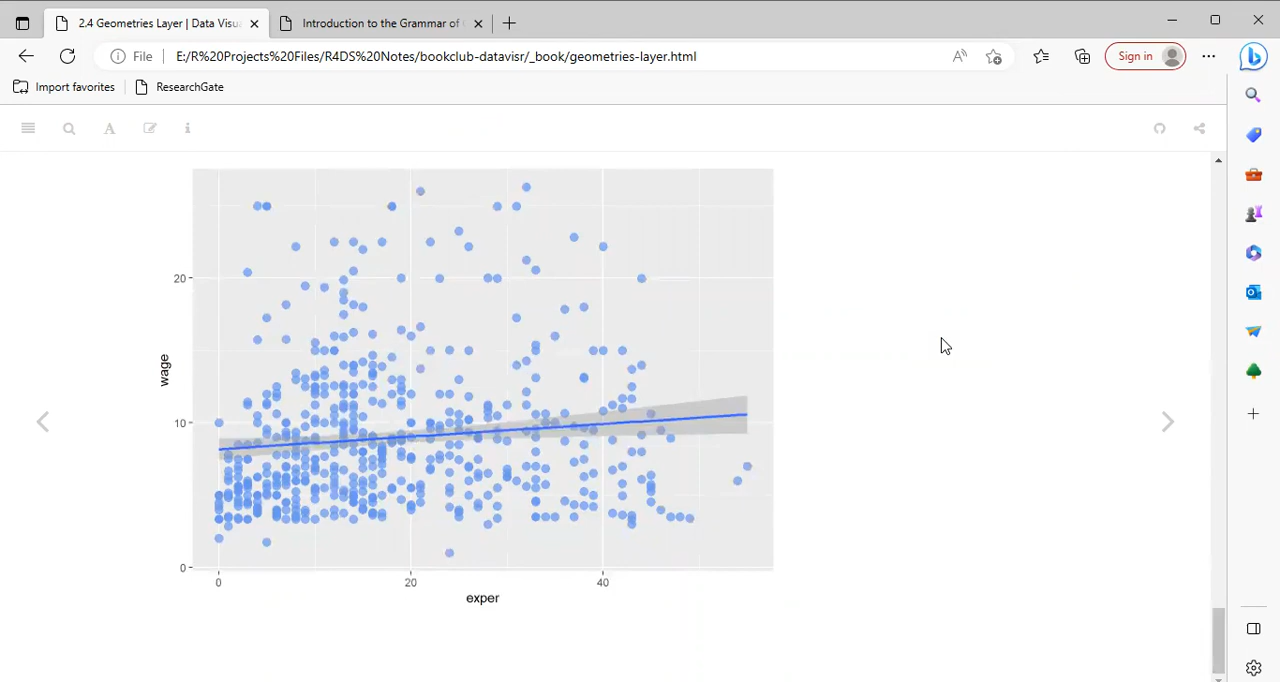 2.4 Geometries Layer | Data Visu
Introduction to the Grammar of
File
E:/R%20Projects%20Files/R4DS%20Notes/bookclub-datavisr/_book/geometries-layer.html
Sign in
Import favorites
ResearchGate
A
i
20
10
0
wage
0
20
40
exper